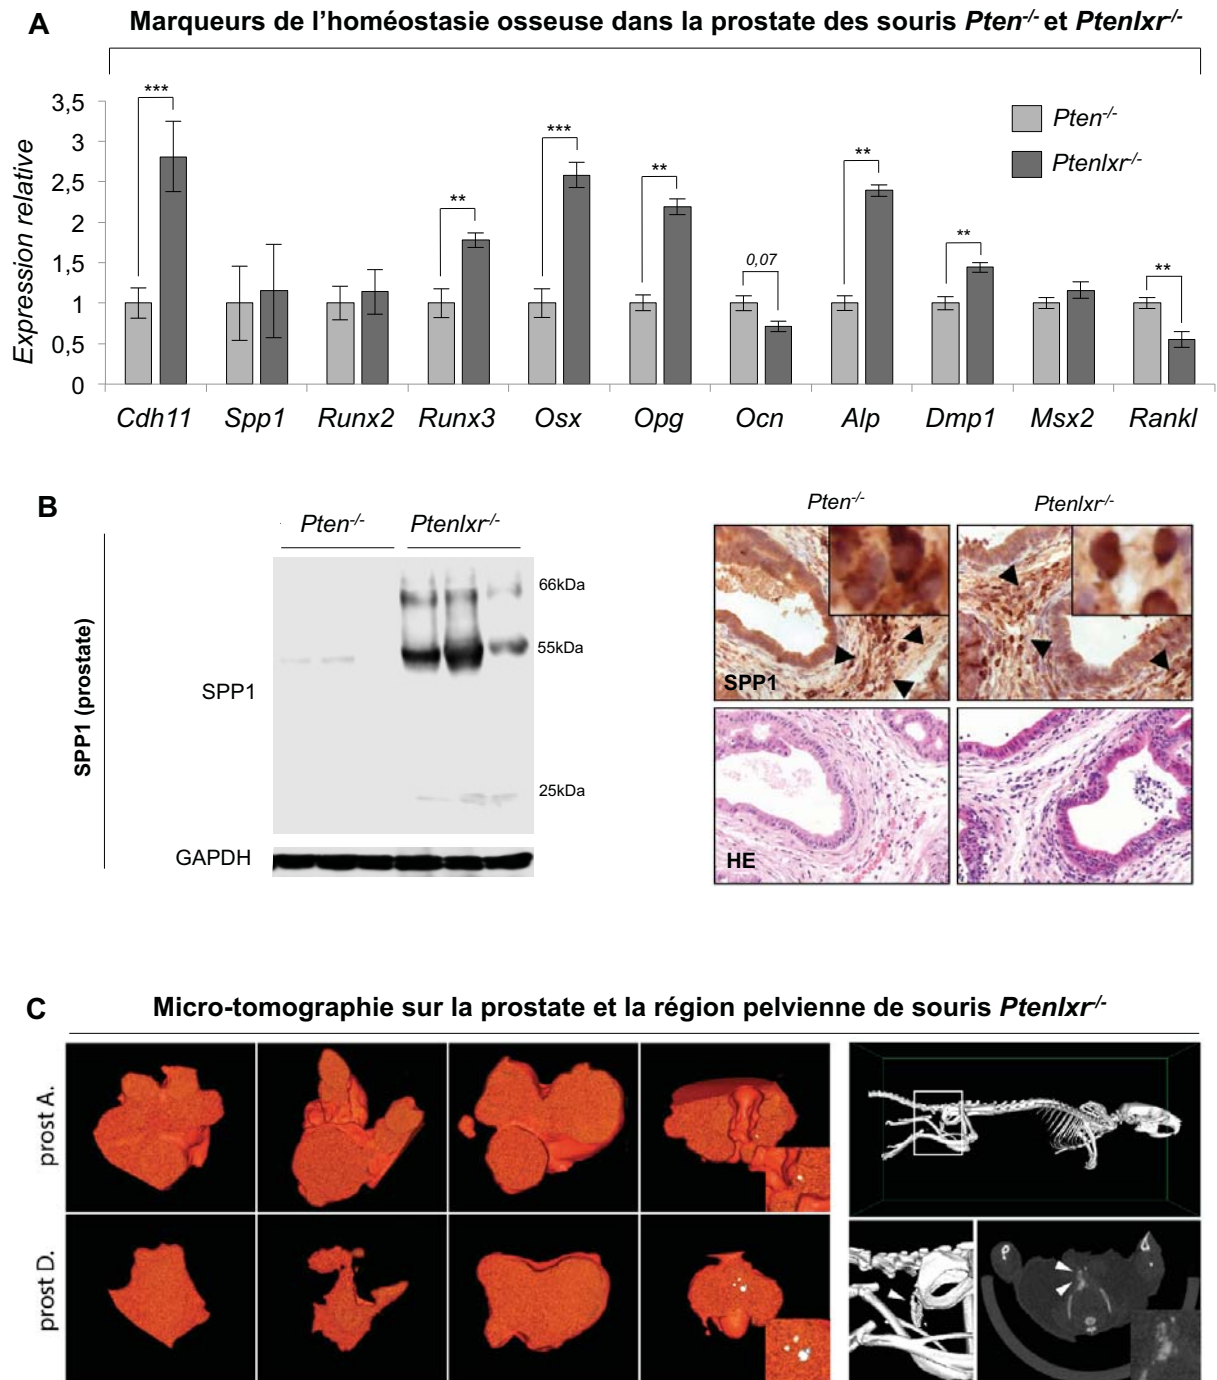 A Marqueurs de l’homéostasie osseuse dans la prostate des souris Pten-/- et Ptenlxr-/-
Expression relative
3,5
3
2,5
2
1,5
1
0,5
0
***
**
***
**
0,07
**
**
**
Pten-/-
Ptenlxr-/-
Cdh11 Spp1 Runx2 Runx3 Osx Opg Ocn Alp Dmp1 Msx2 Rankl
B
Pten-/- Ptenlxr-/-
SPP1 (prostate)
SPP1
GAPDH
66kDa
55kDa
25kDa
Pten-/- Ptenlxr-/-
SPP1
HE
C Micro-tomographie sur la prostate et la région pelvienne de souris Ptenlxr-/-
prost A.
prost D.